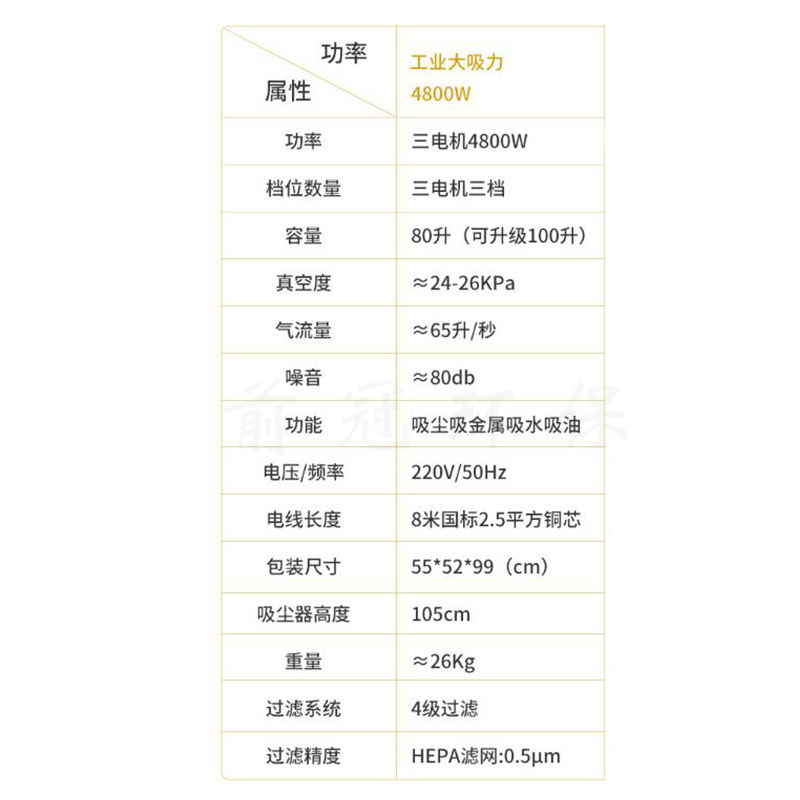 功率
属性
工业大吸力
4800W
功率 三电机4800W
档位数量 三电机三档
容量 80升（可升级100升）
真空度 ≈24-26KPa
气流量 ≈65升/秒
噪音 ≈80db
前冠环保
功能 吸尘吸金属吸水吸油
电压/频率 220V/50Hz
电线长度 8米国标2.5平方铜芯
包装尺寸 55*52*99（cm）
吸尘器高度 105cm
重量 ≈26Kg
过滤系统 4级过滤
过滤精度 HEPA滤网:0.5μm